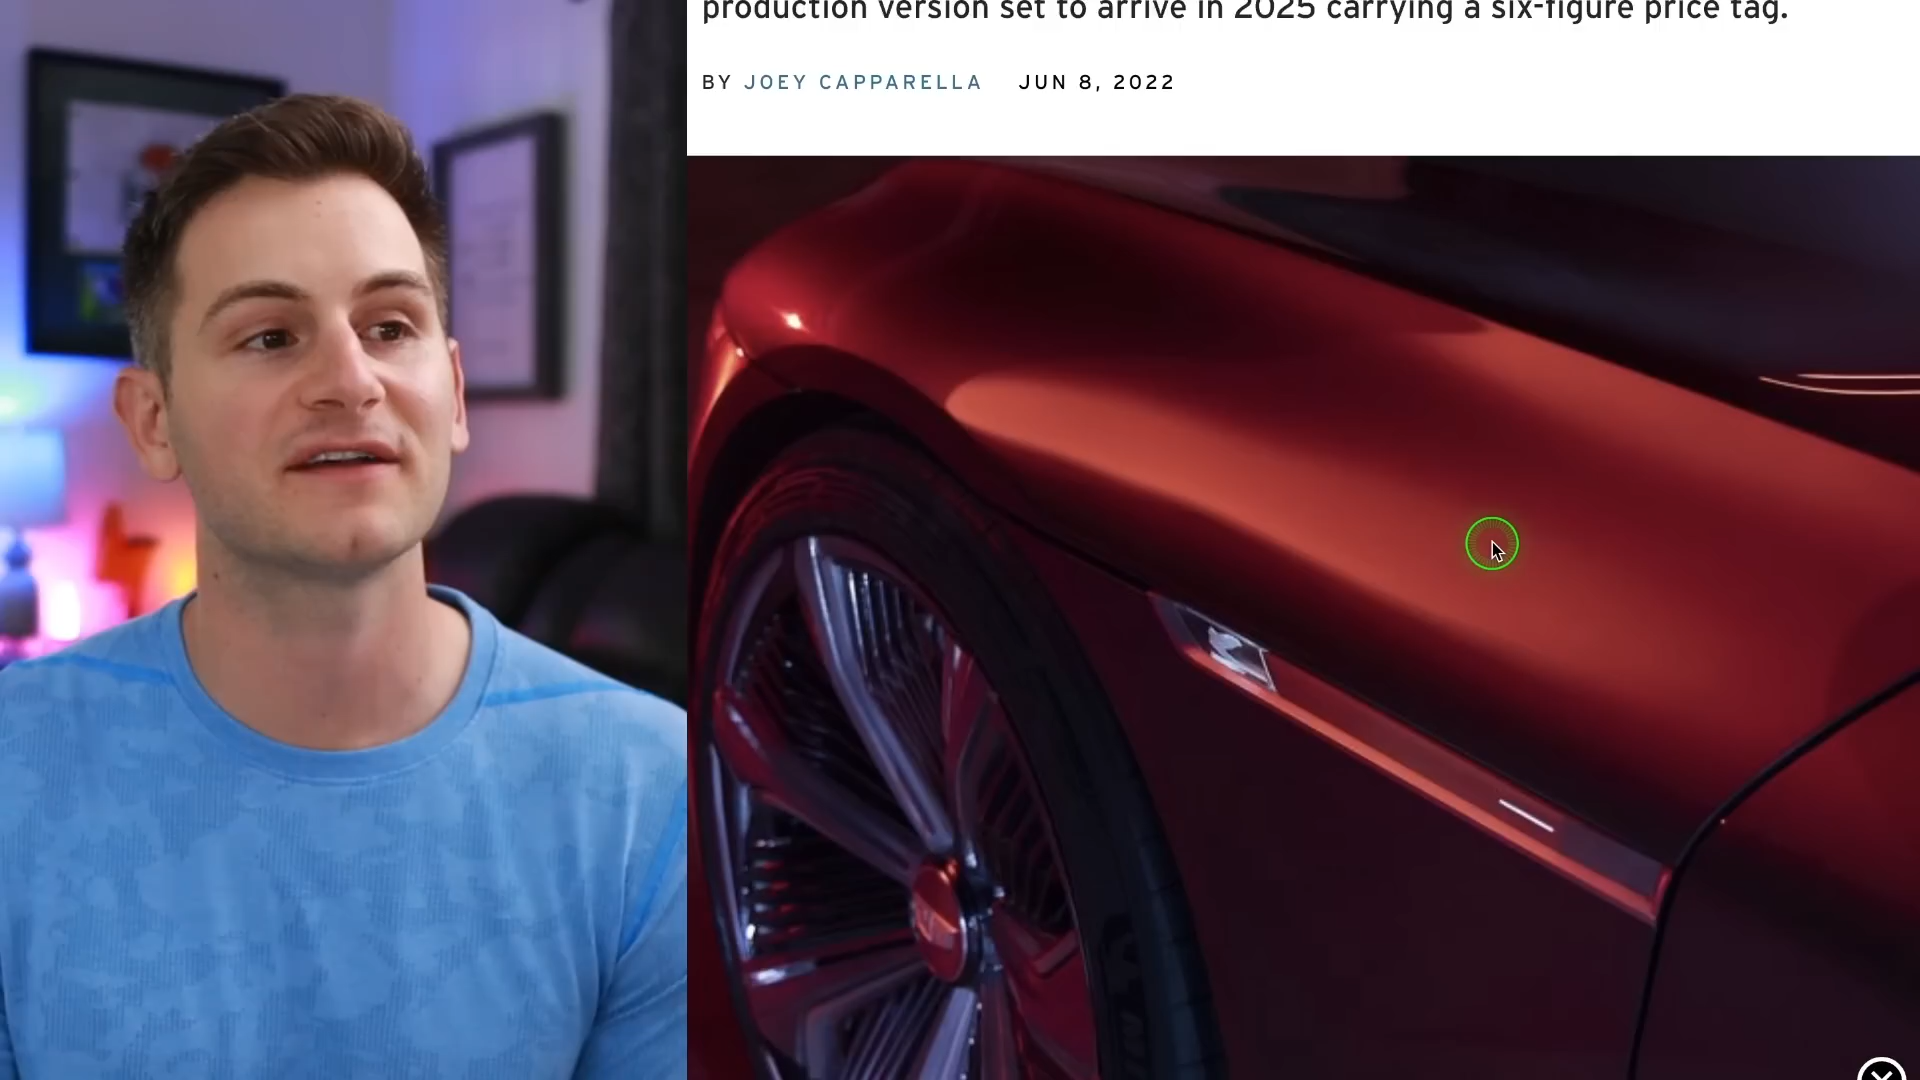 production version set to arrive in 2025 carrying a six-figure price tag.
BY JOEY CAPPARELLA JUN 8, 2022